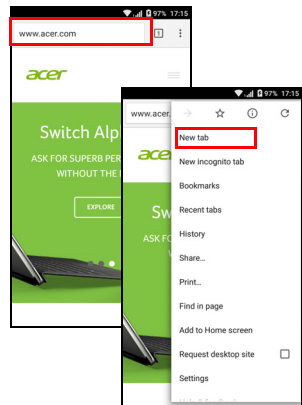 97% 17:15
www.acer.com
1
acer
Switch Alp
ASK FOR SUPERB PER
WITHOUT THE
EXPLORE
97% 17:15
www.acer.
ace
Sw
ASK FO
New tab
New incognito tab
Bookmarks
Recent tabs
History
Share...
Print...
Find in page
Add to Home screen
Request desktop site
Settings